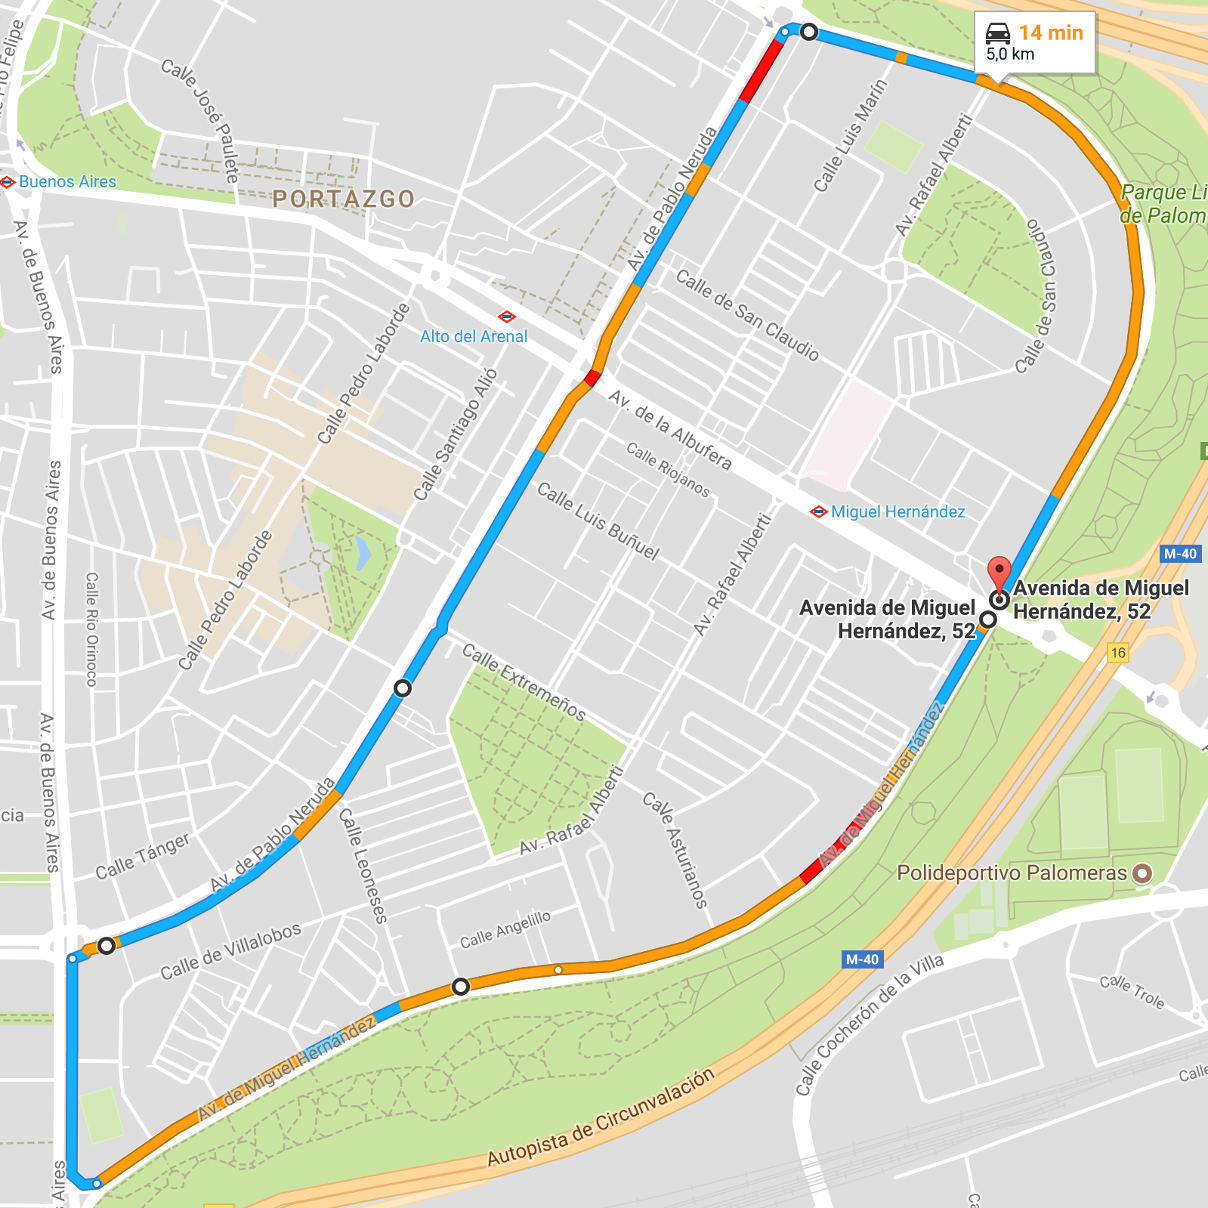 14 min
5,0 km
Río Felipe
CaVe José Paulete
Calle Luis Marín
Av. Rafael Alberti
Buenos Aires
PORTAZGO
Av. de Pablo Neruda
Parque Li
de Palom
Av. de Buenos Aires
Calle de San Claudio
Calle de San Claudio
Alto del Arenal
Calle Pedro Laborde
Calle Santiago Alió
Av. de la Albufera
Calle Riojanos
Av. de Buenos Aires
Calle Luis Buñuel
Miguel Hernández
Av. Rafael Alberti
M-40
Calle Pedro Laborde
Calle Río Orinoco
Avenida de Miguel
Hernández, 52
Avenida de Miguel
Hernández, 52
16
Calle Extremeños
Av. de Buenos Aires
Av. de Miguel Hernández
cia
Calle Tánger
Av. de Pablo Neruda
Calle Leoneses
Av. Rafael Alberti
CaVe Asturianos
Polideportivo Palomeras
Calle de Villalobos
Calle Angelillo
M-40
Calle Cocherón de la Villa
Calle Trole
Av. de Miguel Hernández
Calle
Autopista de Circunvalación
s Aires
Ca